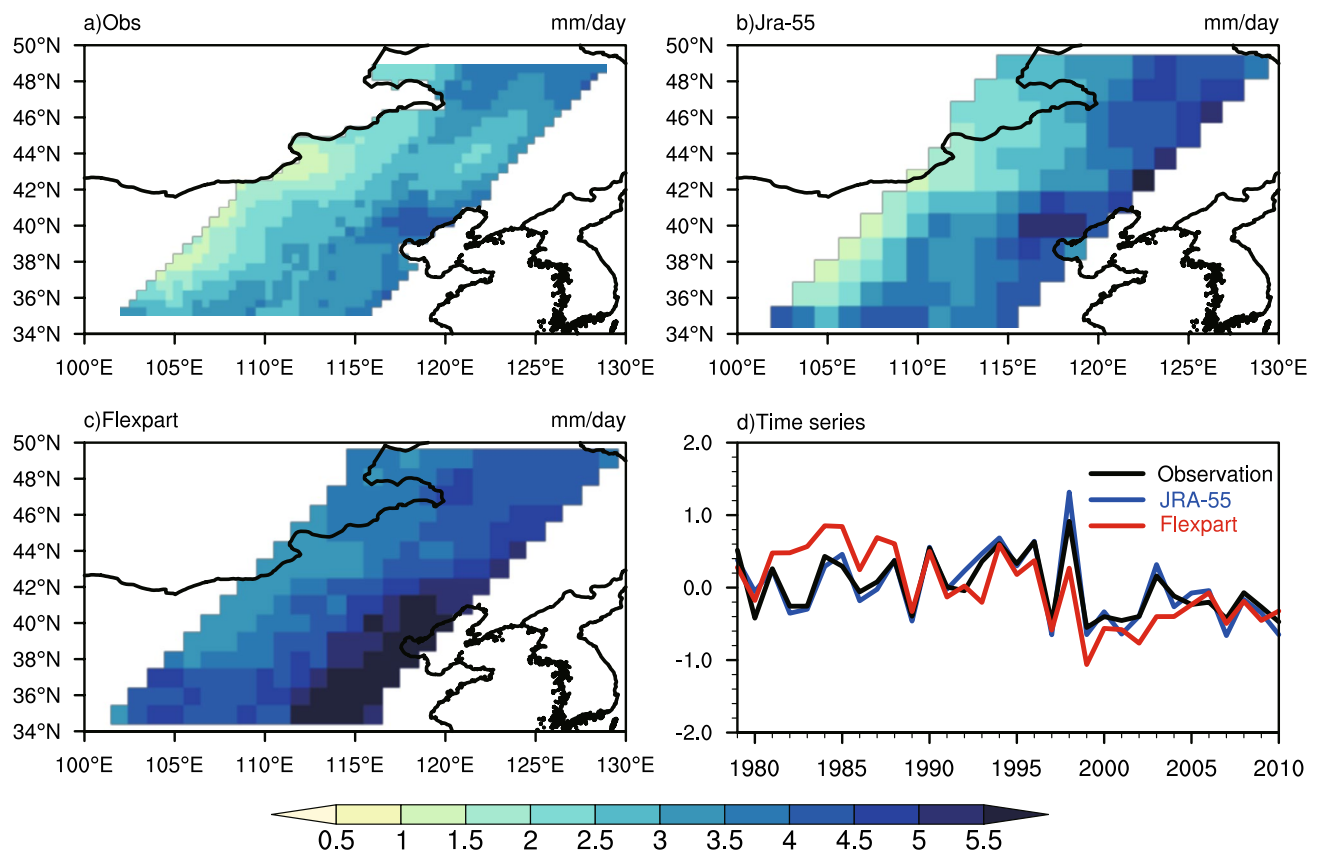 a)Obs mm/day
50°N
48°N
46°N
44°N
42°N
40°N
38°N
36°N
34°N
100°E 105°E 110°E 115°E 120°E 125°E 130°E
b)Jra-55 mm/day
50°N
48°N
46°N
44°N
42°N
40°N
38°N
36°N
34°N
100°E 105°E 110°E 115°E 120°E 125°E 130°E
c)Flexpart mm/day
50°N
48°N
46°N
44°N
42°N
40°N
38°N
36°N
34°N
100°E 105°E 110°E 115°E 120°E 125°E 130°E
d)Time series
2.0
1.0
0.0
-1.0
-2.0
Observation
JRA-55
Flexpart
1980 1985 1990 1995 2000 2005 2010
0.5 1 1.5 2 2.5 3 3.5 4 4.5 5 5.5